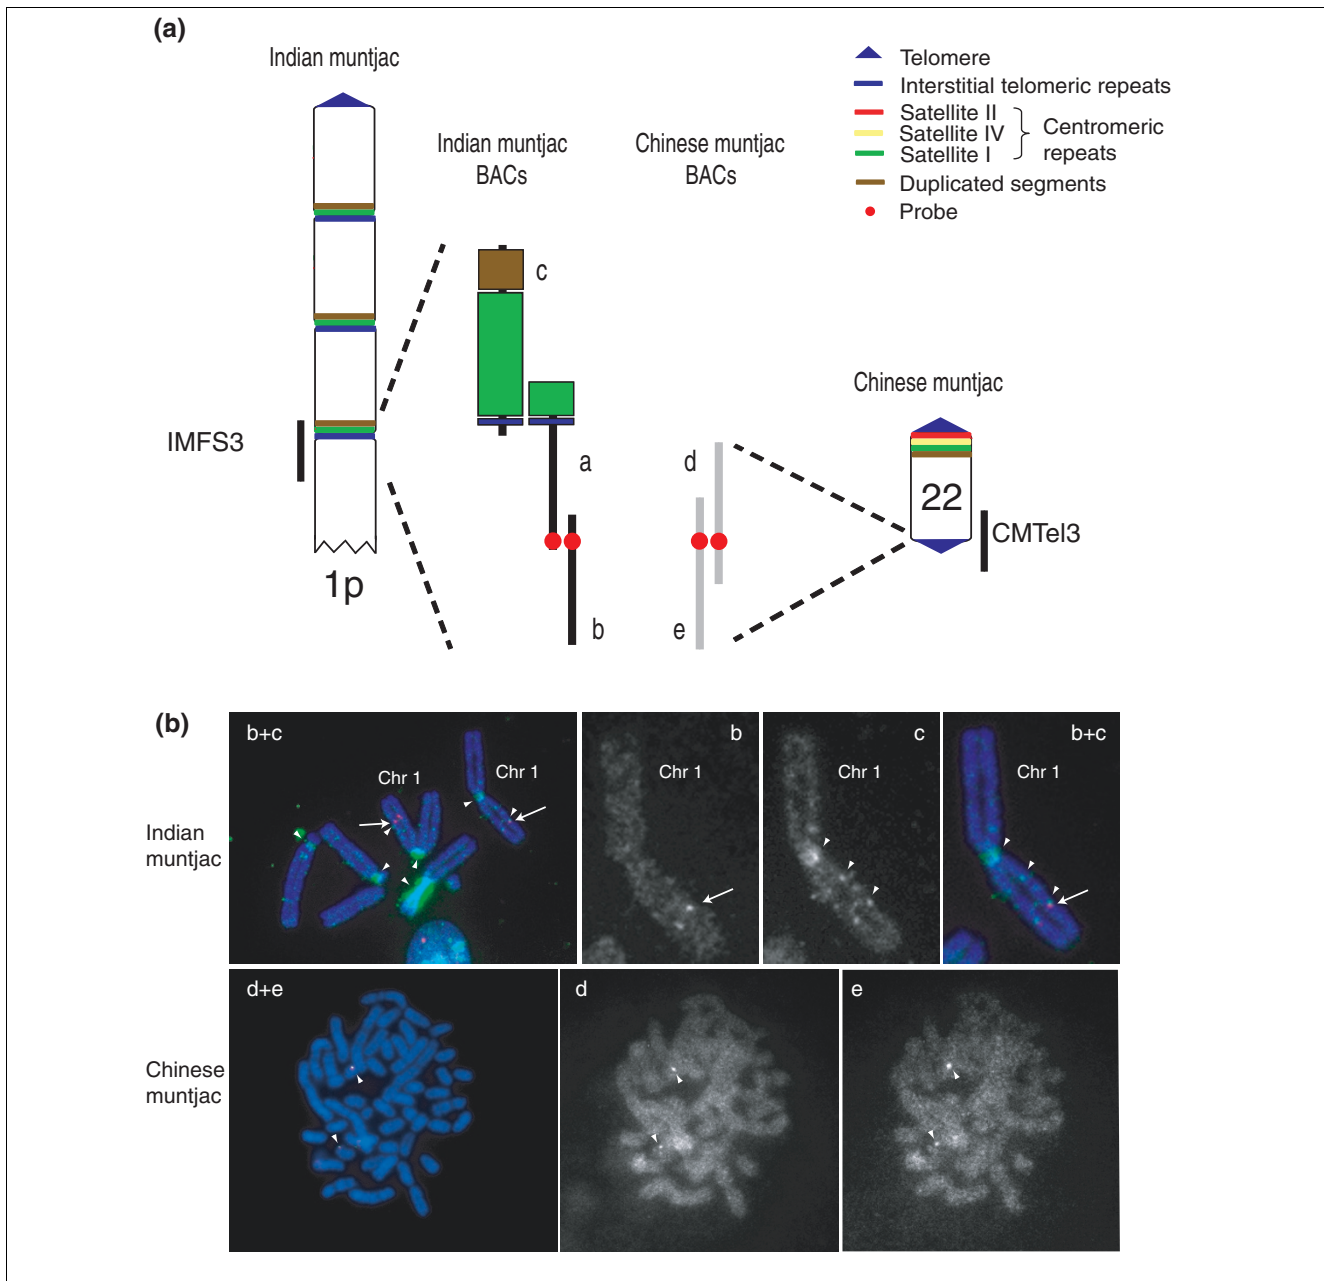 (a)
Indian muntjac
Indian muntjac
BACs
Chinese muntjac
BACs
Telomere
Interstitial telomeric repeats
Satellite II
Satellite IV
Satellite I
Centromeric
repeats
Duplicated segments
Probe
c
IMFS3
a
d
b
e
1p
Chinese muntjac
22
CMTel3
(b)
Indian
muntjac
b+c
Chr 1
Chr 1
b
Chr 1
c
Chr 1
b+c
Chr 1
Chinese
muntjac
d+e
d
e